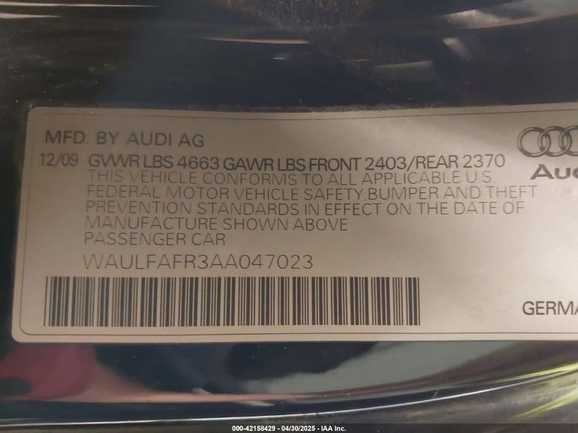 MFD. BY AUDI AG
12/09 GVWR LBS 4663 GAWR LBS FRONT 2403/REAR 2370
THIS VEHICLE CONFORMS TO ALL APPLICABLE U.S.
FEDERAL MOTOR VEHICLE SAFETY BUMPER AND THEFT
PREVENTION STANDARDS IN EFFECT ON THE DATE OF
MANUFACTURE SHOWN ABOVE
PASSENGER CAR
WAULFAFR3AA047023
Aud
GERMA
000-42158429 - 04/30/2025 - IAA Inc.